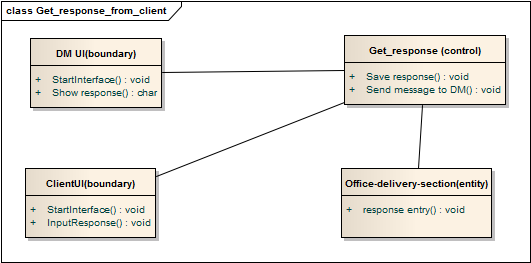 class Get_response_from_client
DM UI(boundary)
+ StartInterface() : void
+ Show response() : char
Get_response (control)
+ Save response() : void
+ Send message to DM() : void
ClientUI(boundary)
+ StartInterface() : void
+ InputResponse() : void
Office-delivery-section(entity)
+ response entry() : void